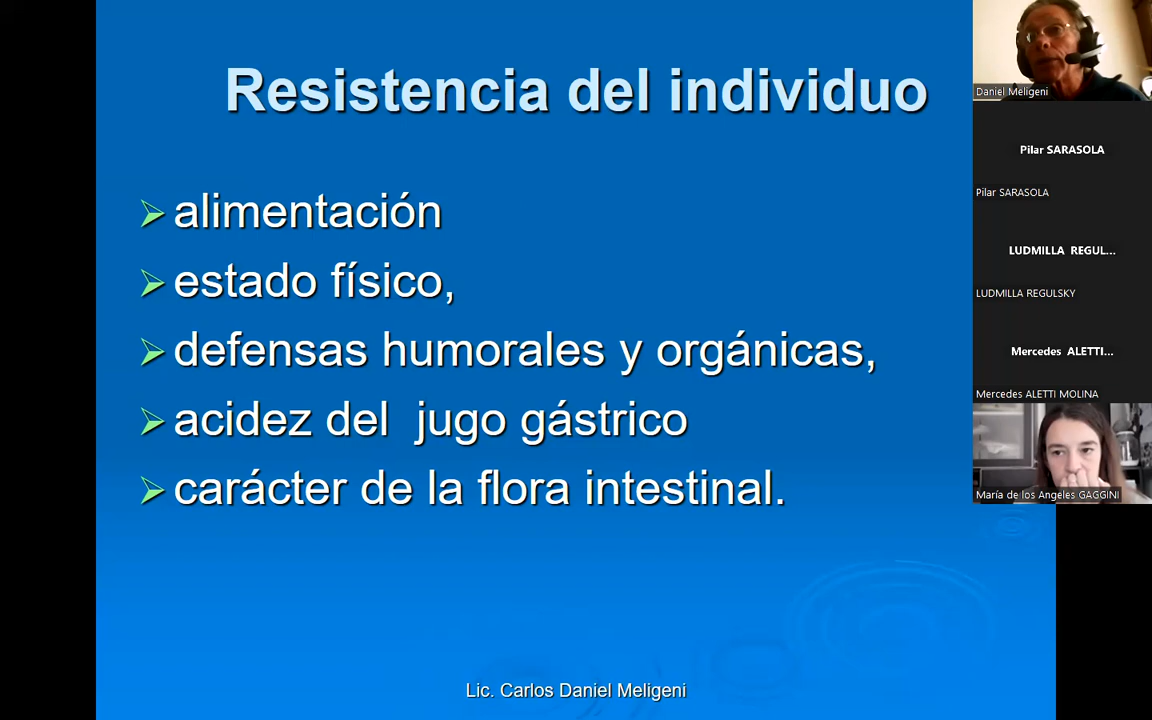 Resistencia del individuo
alimentación
estado físico,
defensas humorales y orgánicas,
acidez del jugo gástrico
carácter de la flora intestinal.
Lic. Carlos Daniel Meligeni
Daniel Meligeni
Pilar SARASOLA
Pilar SARASOLA
LUDMILLA REGUL...
LUDMILLA REGULSKY
Mercedes ALETTI...
Mercedes ALETTI MOLINA
María de los Angeles GAGGINI